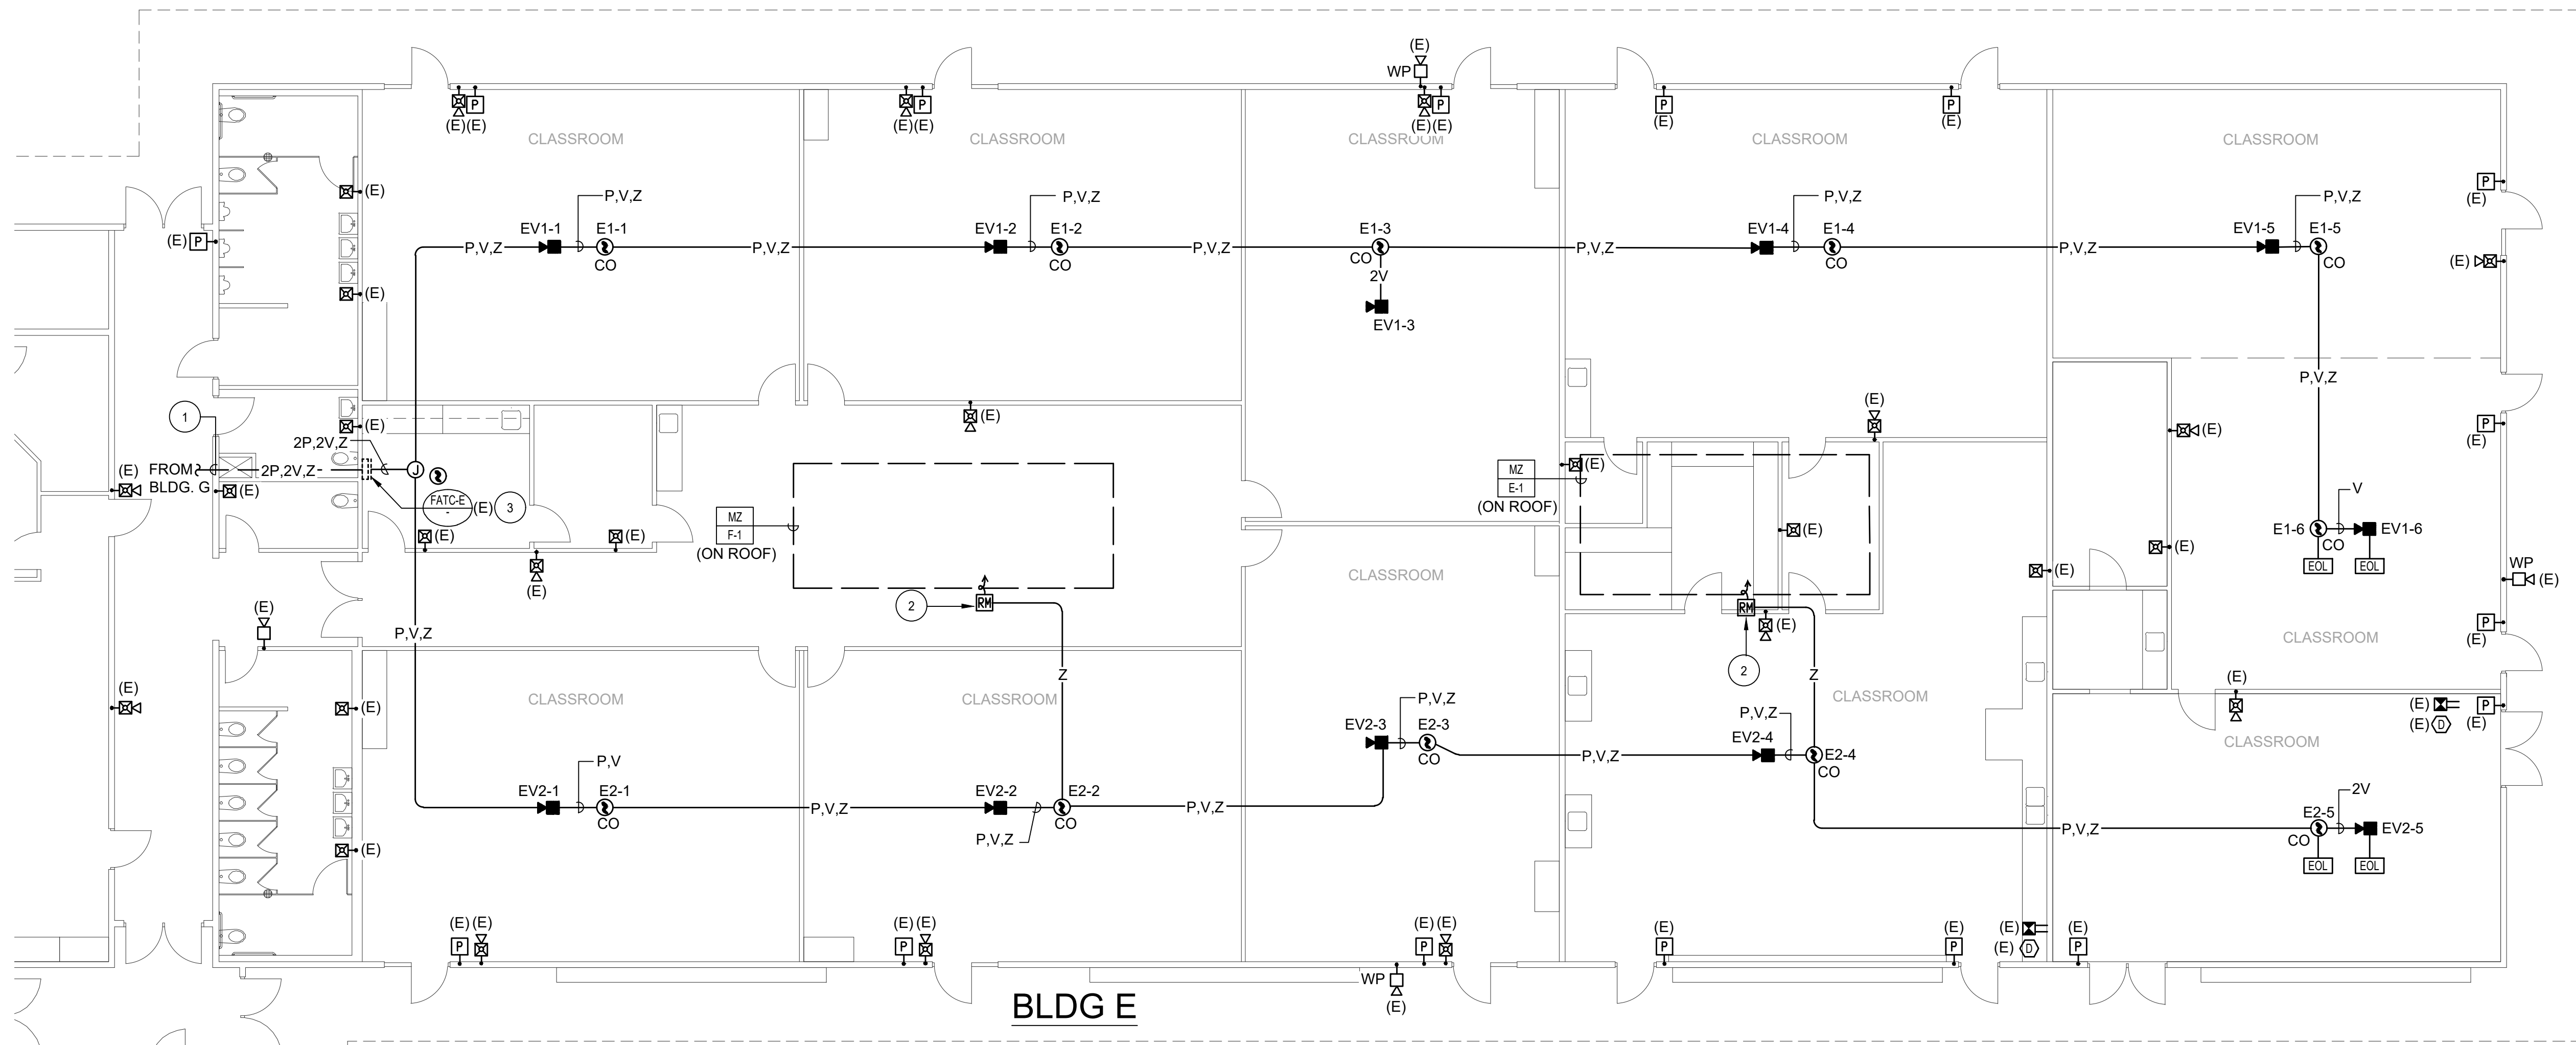 (E)
WP
P P P P P
(E)(E) (E)(E) (E)(E) (E) (E)
CLASSROOM CLASSROOM CLASSROOM CLASSROOM CLASSROOM
(E)
P
(E)
P,V,Z P,V,Z P,V,Z P,V,Z
EV1-1 E1-1 EV1-2 E1-2 E1-3 EV1-4 E1-4 EV1-5 E1-5
(E) P
P,V,Z P,V,Z P,V,Z P,V,Z P,V,Z
CO CO CO CO CO
(E)
2V
(E)
EV1-3
P,V,Z
(E)
1
(E)
(E)
(E)
P
(E)
(E)
2P,2V,Z
(E)
FROM
BLDG. G
2P,2V,Z
J
(E)
FATC-E
-
(E)
3
MZ
E-1
(ON ROOF)
(E)
MZ
F-1
(ON ROOF)
V
(E) (E)
(E)
E1-6 EV1-6
CO
(E)
EOL EOL
(E)
WP
(E)
(E)
CLASSROOM
(E)
2
RM
RM
(E)
P
(E)
P,V,Z
CLASSROOM
2
Z
Z
(E)
(E)
CLASSROOM CLASSROOM CLASSROOM
P,V,Z
(E)
(E) P
(E) D (E)
P,V,Z
EV2-3 E2-3
CO
EV2-4 E2-4
CO
P,V,Z
CLASSROOM
P,V
EV2-1 E2-1
CO
EV2-2 E2-2
CO
P,V,Z P,V,Z
P,V,Z
2V
E2-5
EV2-5
CO
P,V,Z
EOL EOL
(E)
(E) (E) (E) (E) (E) (E) (E) (E) (E) (E)
P P P P P P
(E) D
WP
(E)
BLDG E